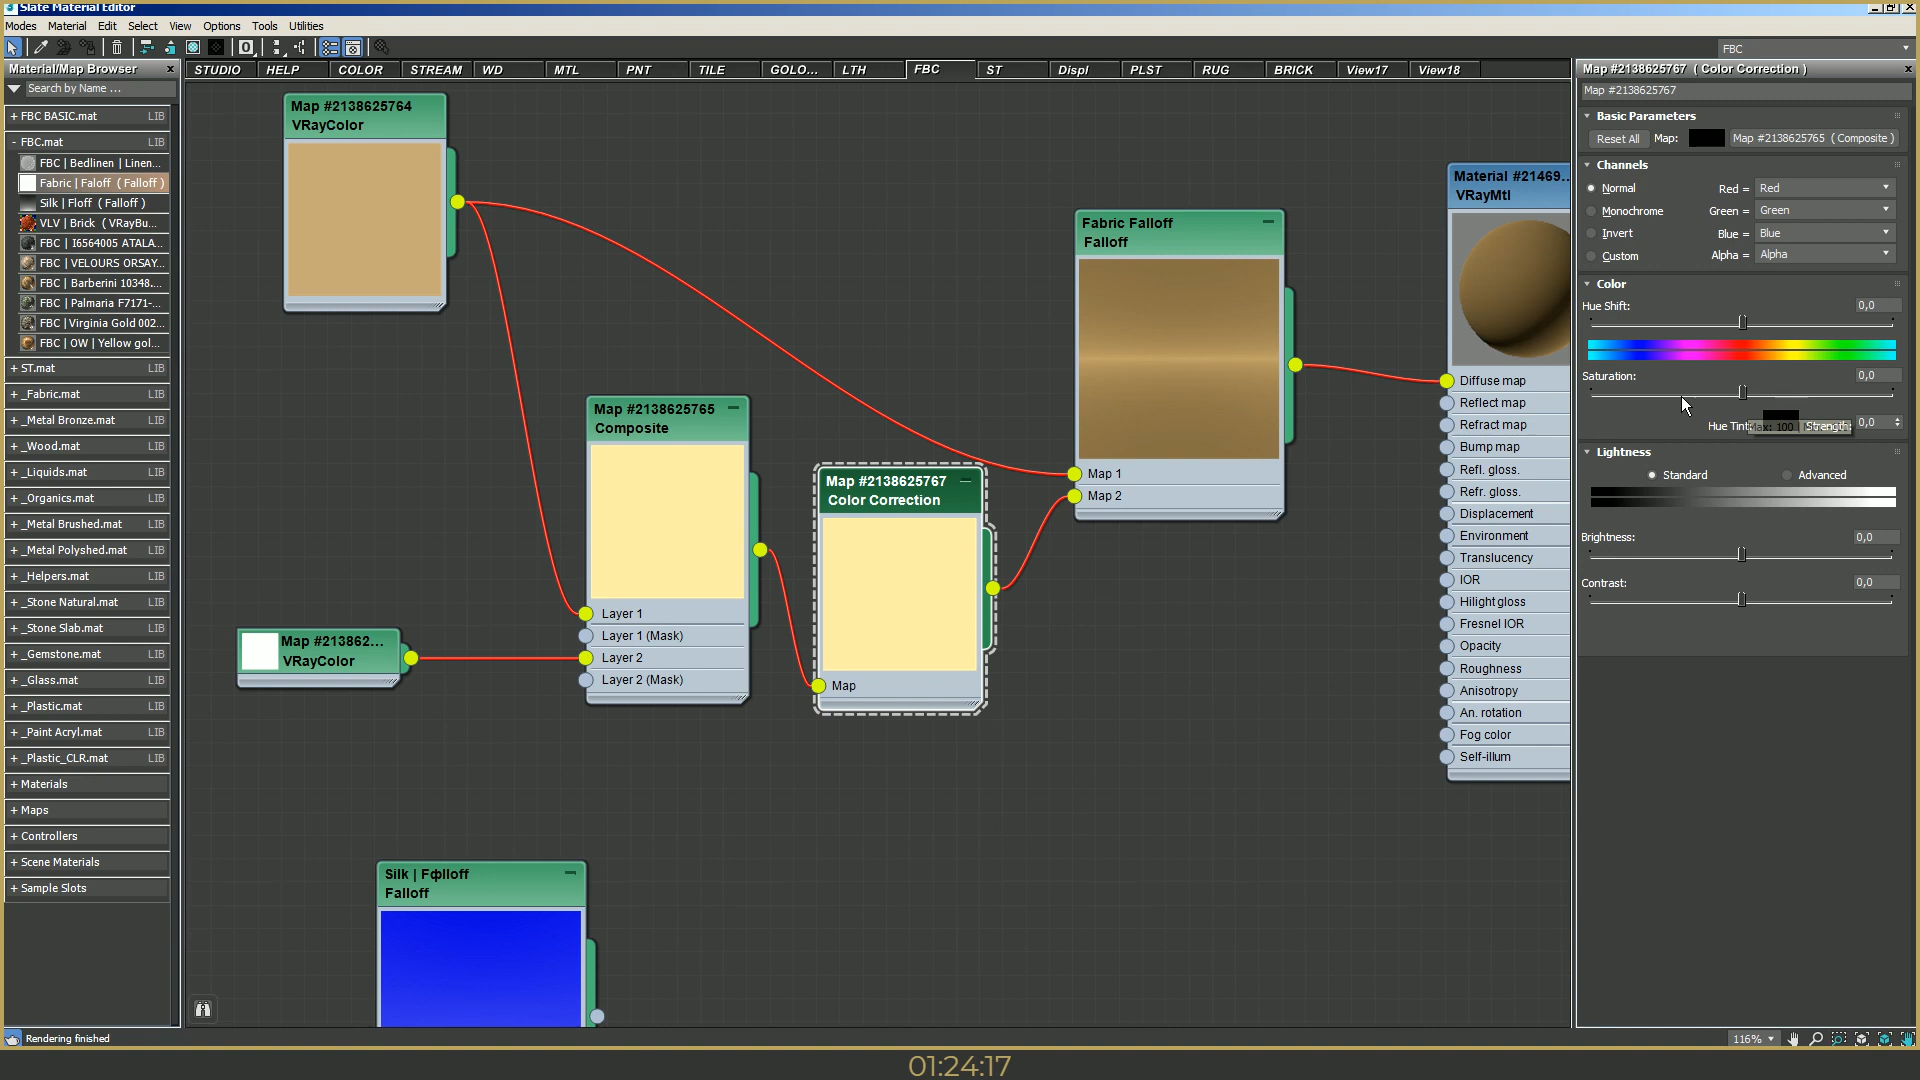 Slate Material Editor
Modes Material Edit Select View Options Tools Utilities
FBC
Material/Map Browser
Search by Name ...
+ FBC BASIC.mat LIB
- FBC.mat LIB
FBC | Bedlinen | Linen...
Fabric | Faloff ( Falloff )
Silk | Floff ( Falloff )
VLV | Brick ( VRayBu...
FBC | I6564005 ATALA...
FBC | VELOURS ORSAY...
FBC | Barberini 10348....
FBC | Palmaria F7171-...
FBC | Virginia Gold 002...
FBC | OW | Yellow gol...
+ ST.mat LIB
+ _Fabric.mat LIB
+ _Metal Bronze.mat LIB
+ _Wood.mat LIB
+ _Liquids.mat LIB
+ _Organics.mat LIB
+ _Metal Brushed.mat LIB
+ _Metal Polyshed.mat LIB
+ _Helpers.mat LIB
+ _Stone Natural.mat LIB
+ _Stone Slab.mat LIB
+ _Gemstone.mat LIB
+ _Glass.mat LIB
+ _Plastic.mat LIB
+ _Paint Acryl.mat LIB
+ _Plastic_CLR.mat LIB
+ Materials
+ Maps
+ Controllers
+ Scene Materials
+ Sample Slots
STUDIO HELP COLOR STREAM WD MTL PNT TILE GOLO... LTH FBC ST Displ PLST RUG BRICK View17 View18
Map #2138625764
VRayColor
Map #213862...
VRayColor
Map #2138625765
Composite
Layer 1
Layer 1 (Mask)
Layer 2
Layer 2 (Mask)
Map #2138625767
Color Correction
Map
Silk | Fфlloff
Falloff
Fabric Falloff
Falloff
Map 1
Map 2
Material #21469...
VRayMtl
Diffuse map
Reflect map
Refract map
Bump map
Refl. gloss.
Refr. gloss.
Displacement
Environment
Translucency
IOR
Hilight gloss
Fresnel IOR
Opacity
Roughness
Anisotropy
An. rotation
Fog color
Self-illum
Map #2138625767 ( Color Correction )
Map #2138625767
Basic Parameters
Reset All Map: Map #2138625765 ( Composite )
Channels
Normal Red = Red
Monochrome Green = Green
Invert Blue = Blue
Custom Alpha = Alpha
Color
Hue Shift: 0,0
Saturation: 0,0
Hue Tint: Strength: 0,0
Lightness
Standard Advanced
Brightness: 0,0
Contrast: 0,0
Rendering finished
116%
01:24:17